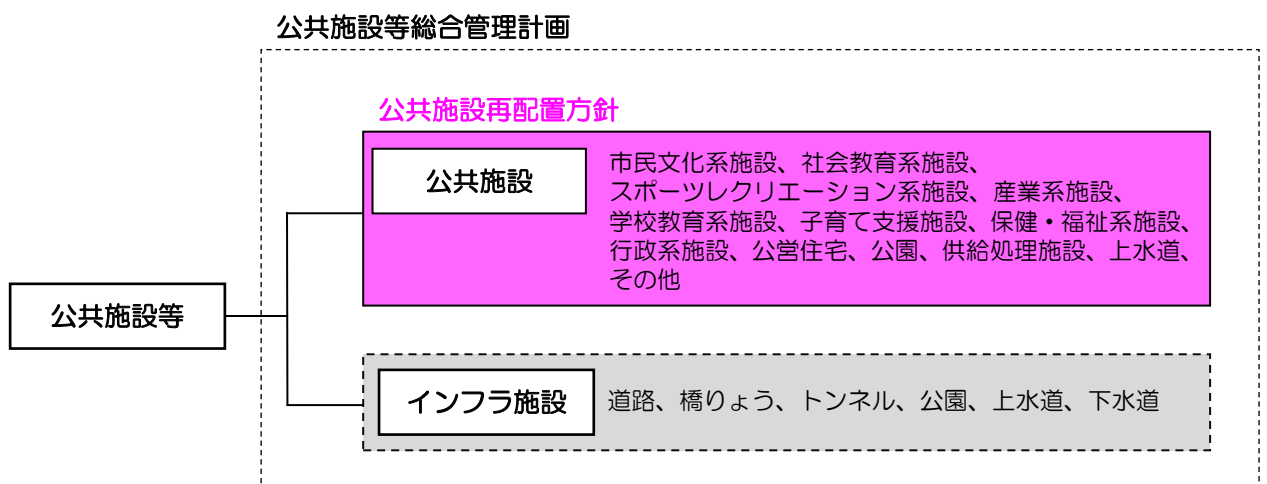 公共施設等総合管理計画
公共施設再配置方針
公共施設
市民文化系施設、社会教育系施設、
スポーツレクリエーション系施設、産業系施設、
学校教育系施設、子育て支援施設、保健・福祉系施設、
行政系施設、公営住宅、公園、供給処理施設、上水道、
その他
公共施設等
インフラ施設
道路、橋りょう、トンネル、公園、上水道、下水道